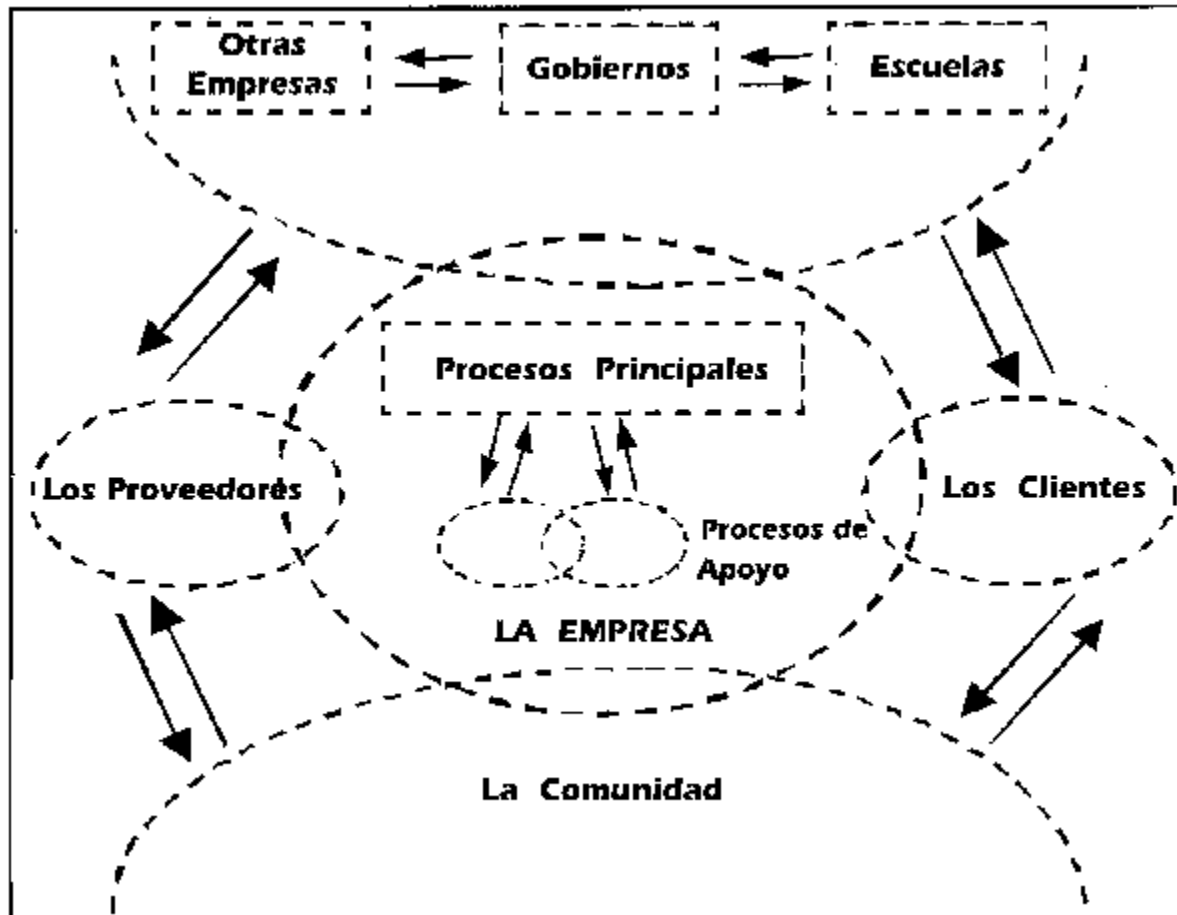 Otras
Empresas
Gobiernos
Escuelas
Procesos Principales
Los Proveedores
Los Clientes
Procesos de
Apoyo
LA EMPRESA
La Comunidad